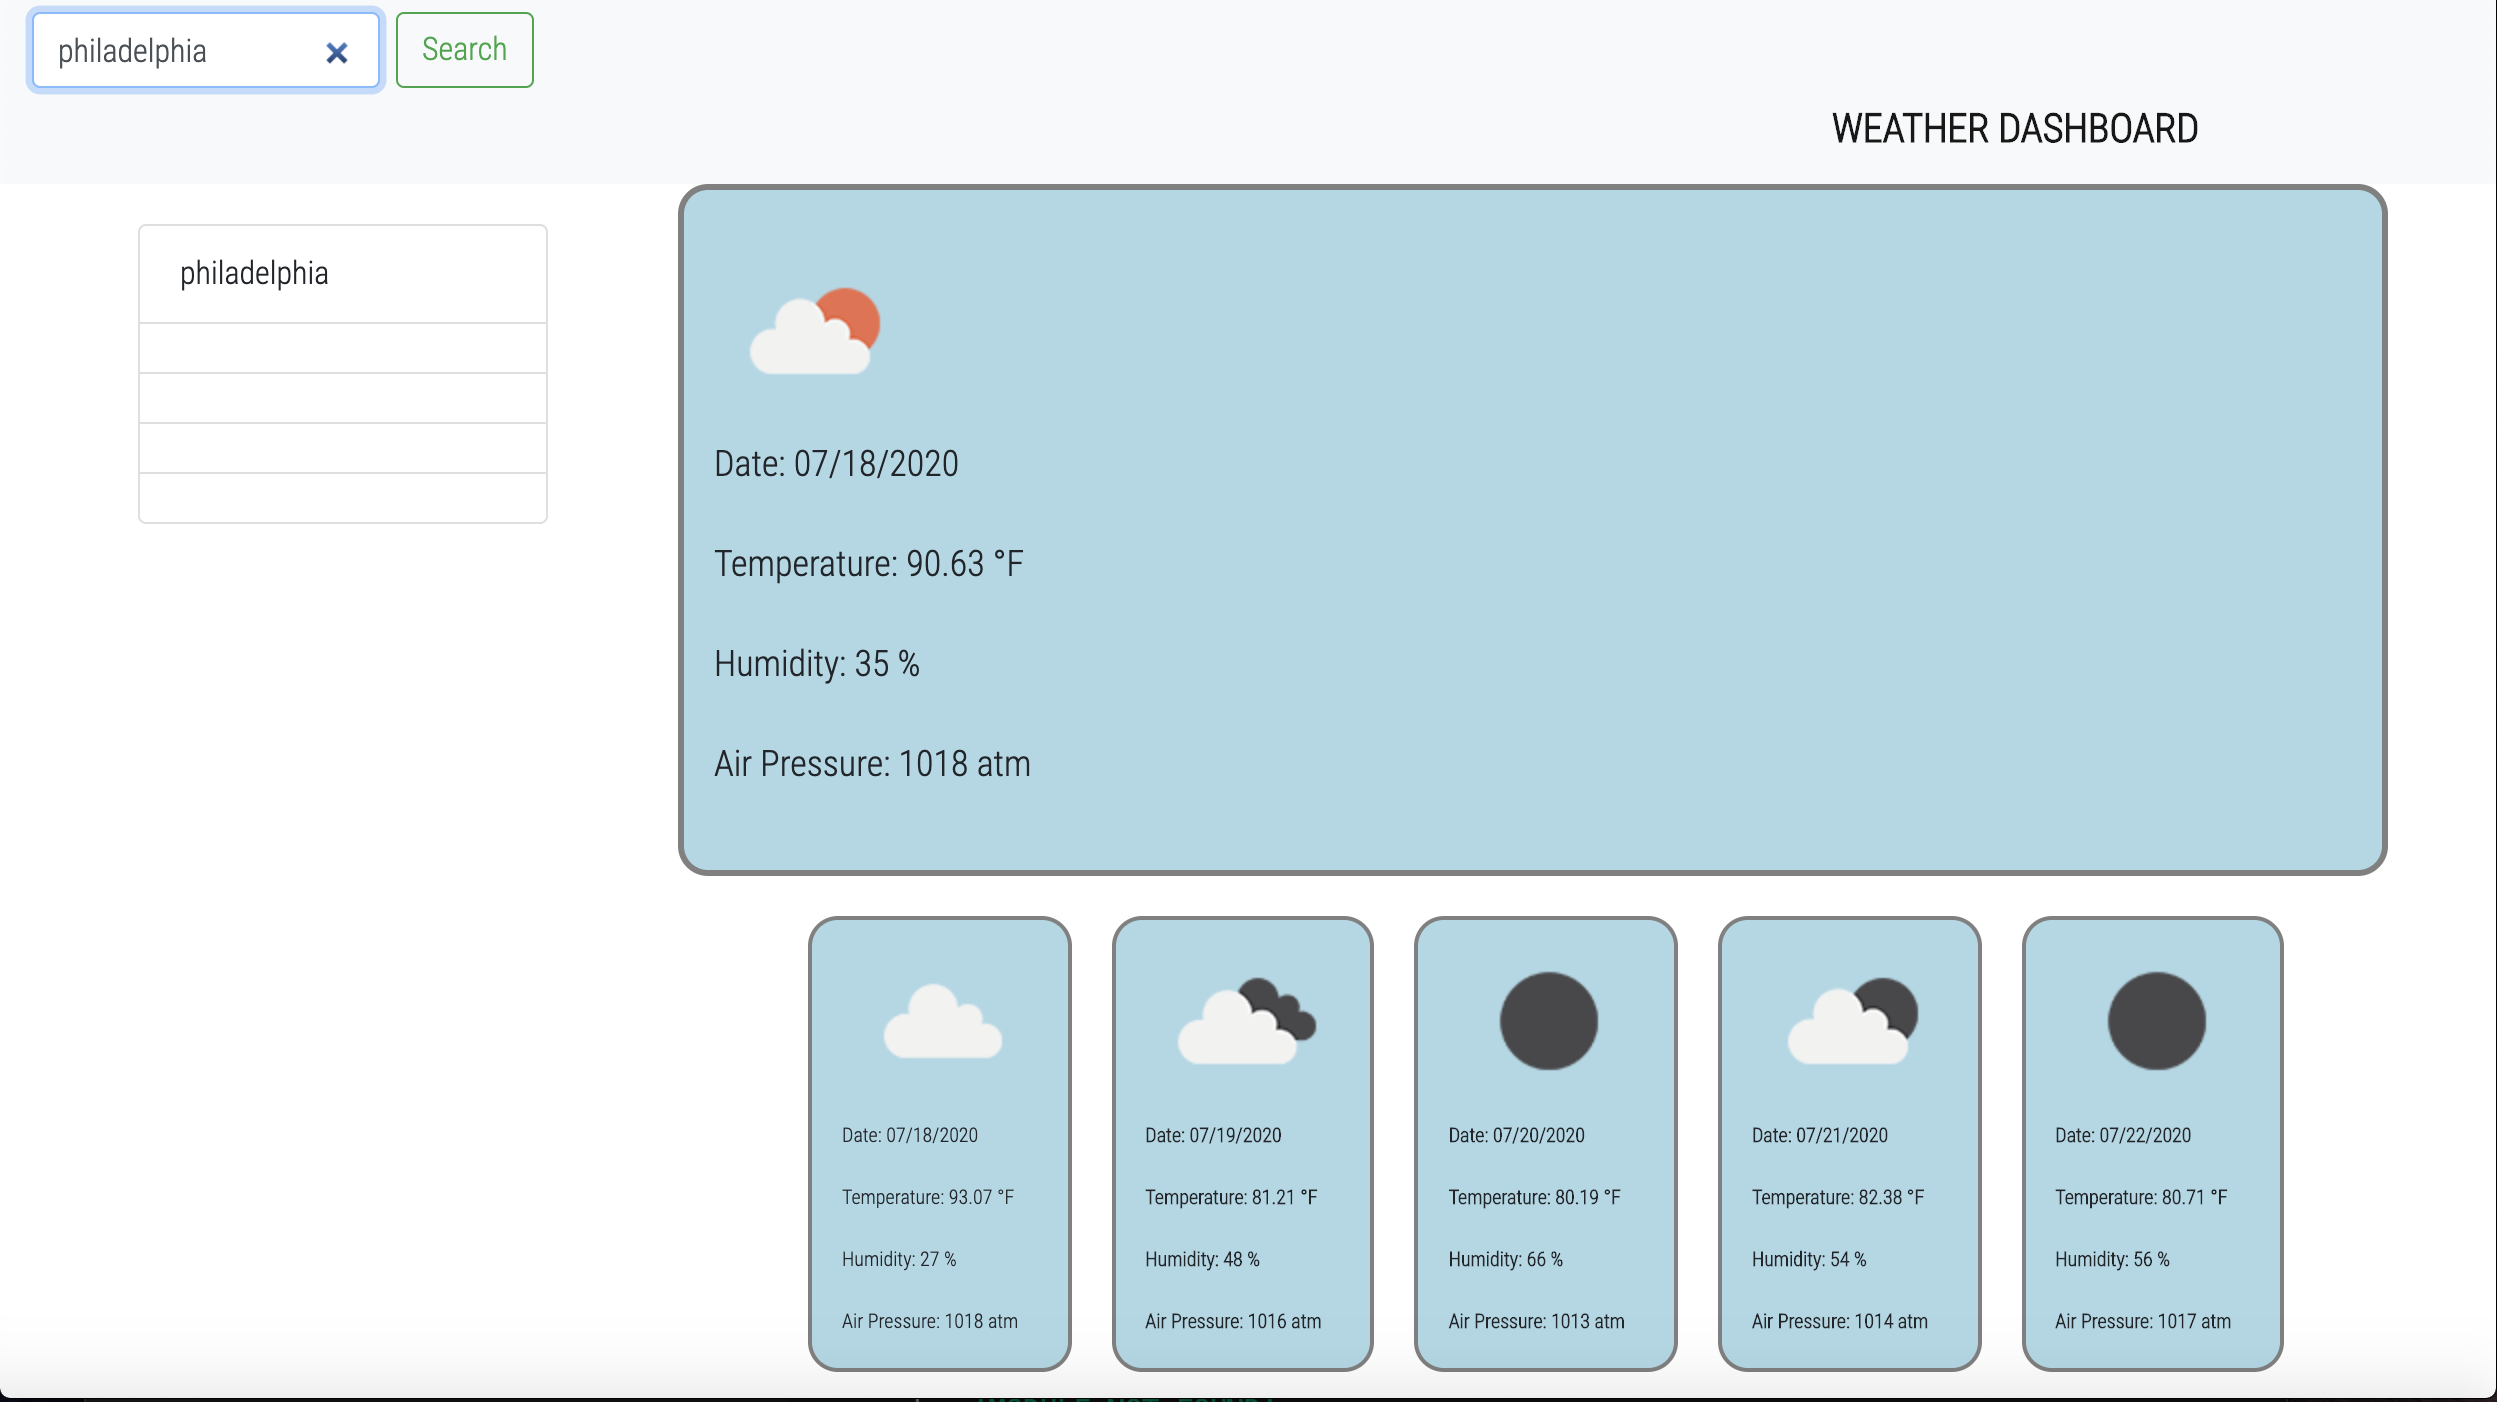 philadelphia
Search
WEATHER DASHBOARD
philadelphia
Date: 07/18/2020
Temperature: 90.63 °F
Humidity: 35 %
Air Pressure: 1018 atm
Date: 07/18/2020
Temperature: 93.07 °F
Humidity: 27 %
Air Pressure: 1018 atm
Date: 07/19/2020
Temperature: 81.21 °F
Humidity: 48 %
Air Pressure: 1016 atm
Date: 07/20/2020
Temperature: 80.19 °F
Humidity: 66 %
Air Pressure: 1013 atm
Date: 07/21/2020
Temperature: 82.38 °F
Humidity: 54 %
Air Pressure: 1014 atm
Date: 07/22/2020
Temperature: 80.71 °F
Humidity: 56 %
Air Pressure: 1017 atm